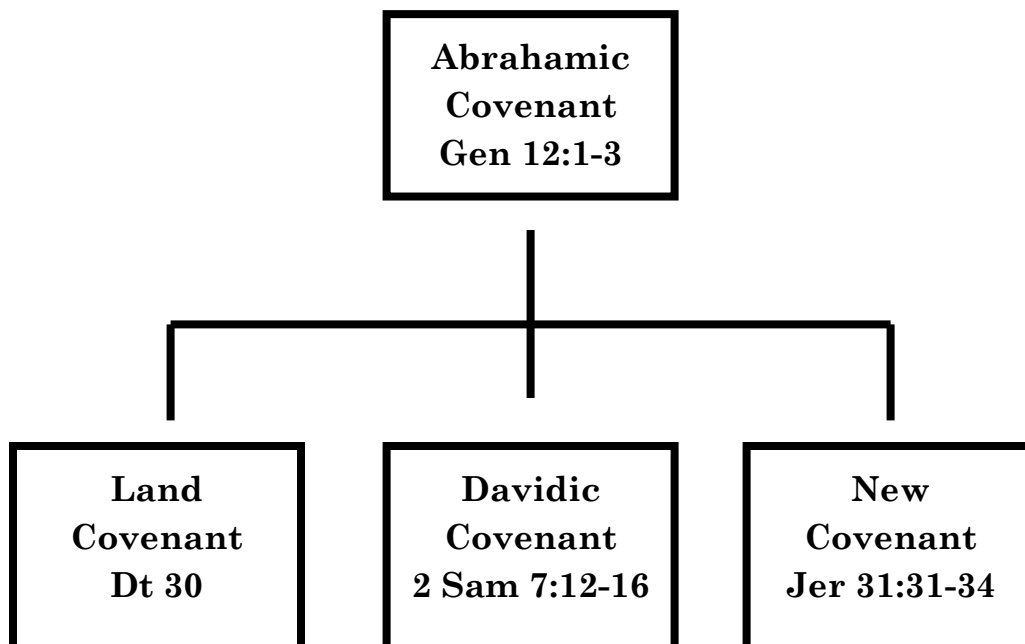 Abrahamic
Covenant
Gen 12:1-3
Land
Covenant
Dt 30
Davidic
Covenant
2 Sam 7:12-16
New
Covenant
Jer 31:31-34